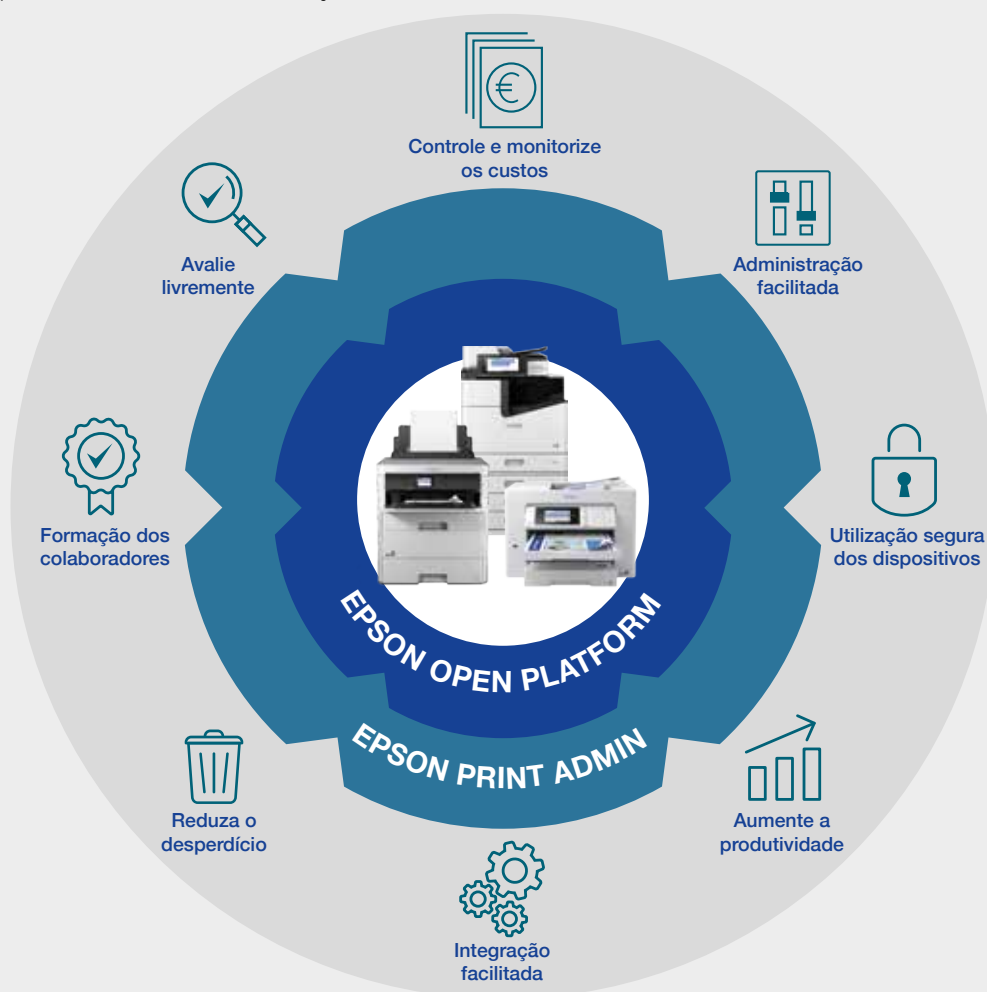 Controle e monitorize
os custos
Administração
facilitada
Utilização segura
dos dispositivos
Aumente a
produtividade
Integração
facilitada
Reduza o
desperdício
Formação dos
colaboradores
Avalie
livremente
EPSON OPEN PLATFORM
EPSON PRINT ADMIN